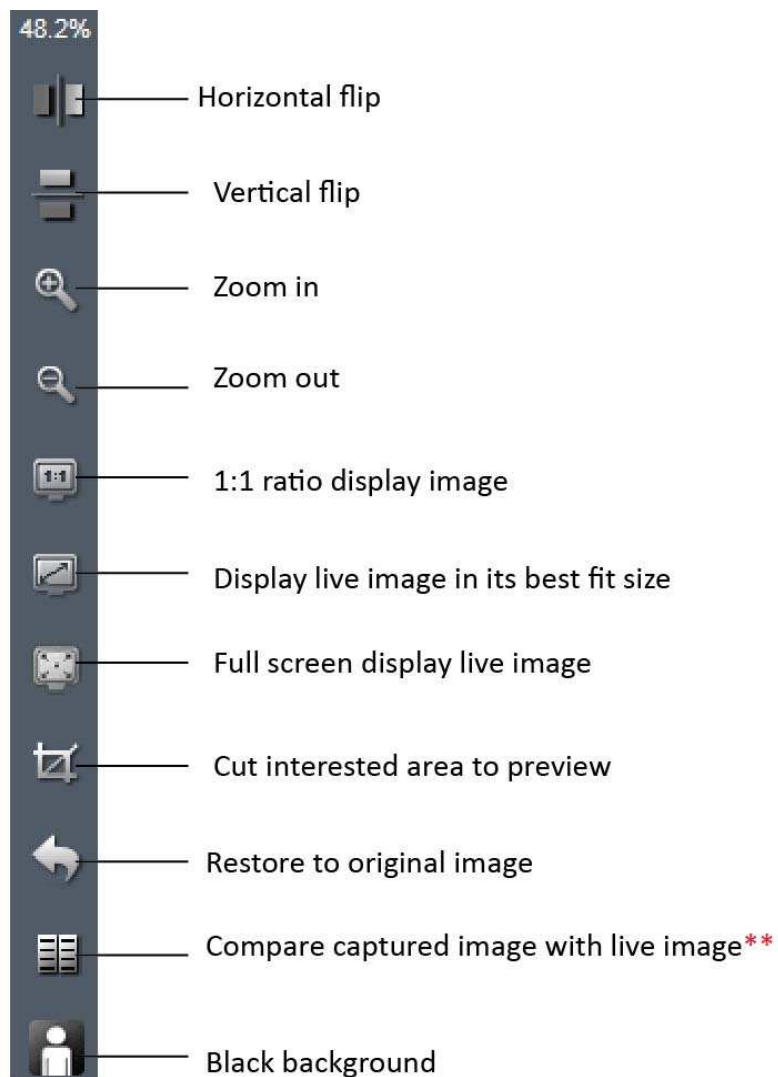 48.2%
Horizontal flip
Vertical flip
Zoom in
Zoom out
1:1 1:1 ratio display image
Display live image in its best fit size
Full screen display live image
Cut interested area to preview
Restore to original image
Compare captured image with live image**
Black background